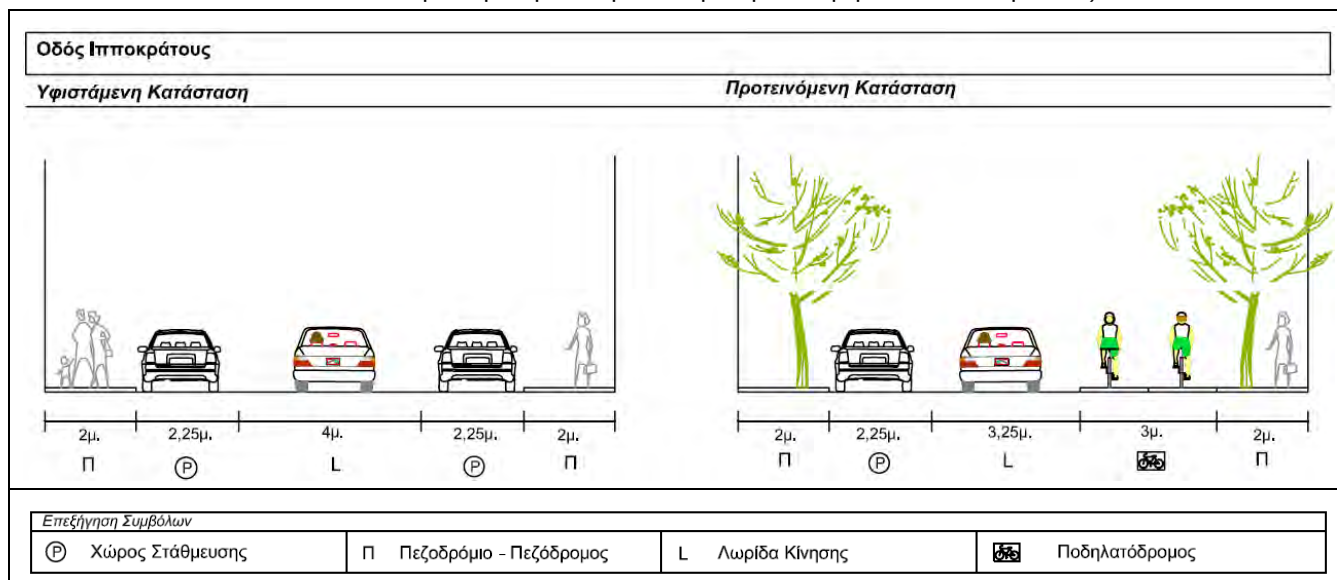 Οδός Ιπποκράτους
Υφιστάμενη Κατάσταση
Προτεινόμενη Κατάσταση
2μ. 2,25μ. 4μ. 2,25μ. 2μ.
Π P L P Π
2μ. 2,25μ. 3,25μ. 3μ. 2μ.
Π P L Π
Επεξήγηση Συμβόλων
P Χώρος Στάθμευσης
Π Πεζοδρόμιο - Πεζόδρομος
L Λωρίδα Κίνησης
Ποδηλατόδρομος